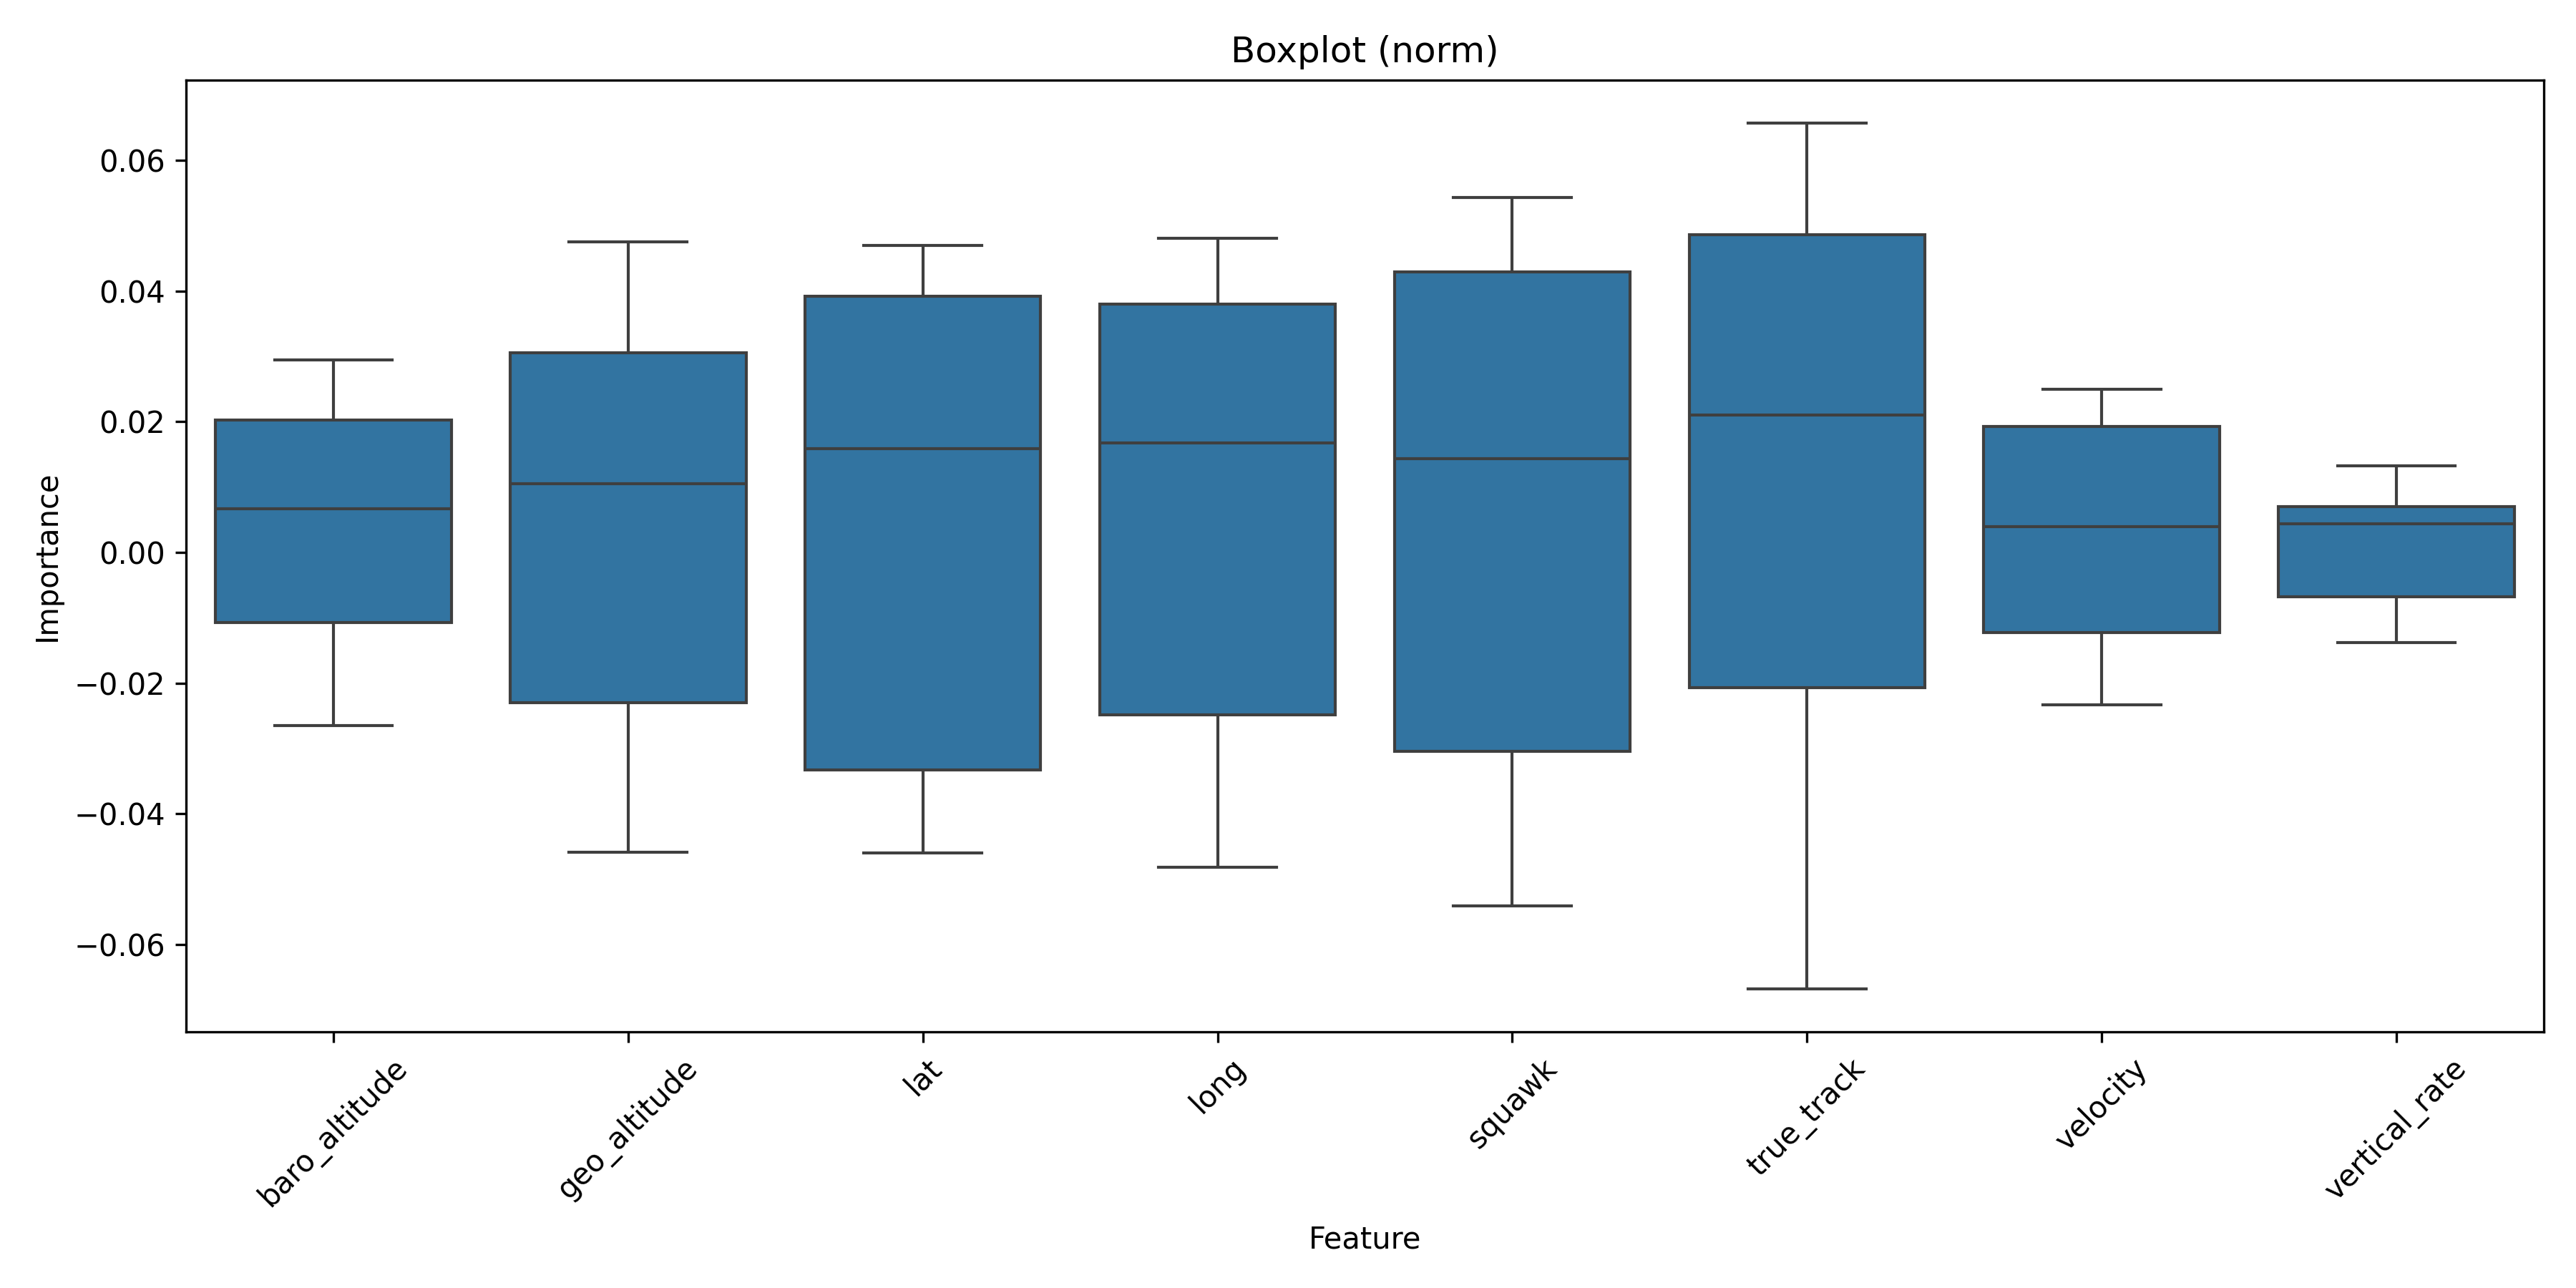 Boxplot (norm)
Importance
0.06
0.04
0.02
0.00
−0.02
−0.04
−0.06
baro_altitude
geo_altitude
lat
long
squawk
true_track
velocity
vertical_rate
Feature